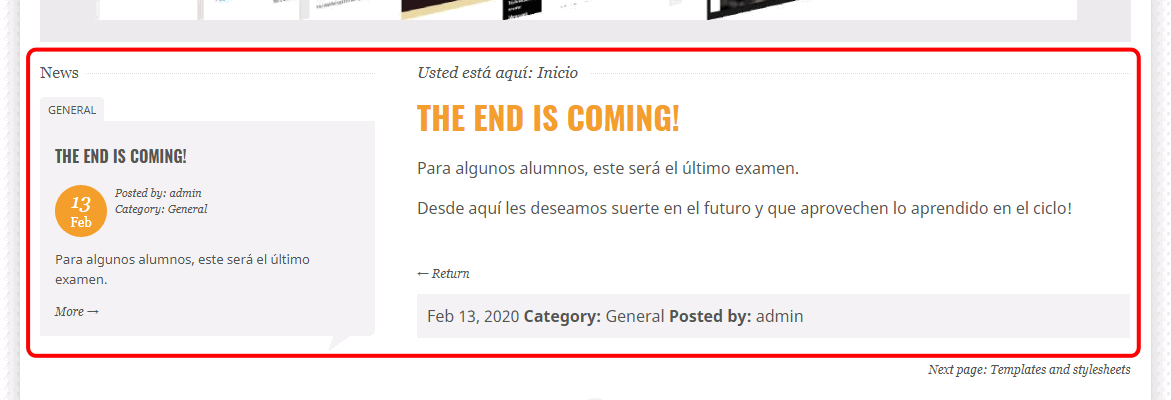 News
GENERAL
THE END IS COMING!
13
Feb
Posted by: admin
Category: General
Para algunos alumnos, este será el último
examen.
More →
Usted está aquí: Inicio
THE END IS COMING!
Para algunos alumnos, este será el último examen.
Desde aquí les deseamos suerte en el futuro y que aprovechen lo aprendido en el ciclo!
← Return
Feb 13, 2020 Category: General Posted by: admin
Next page: Templates and stylesheets